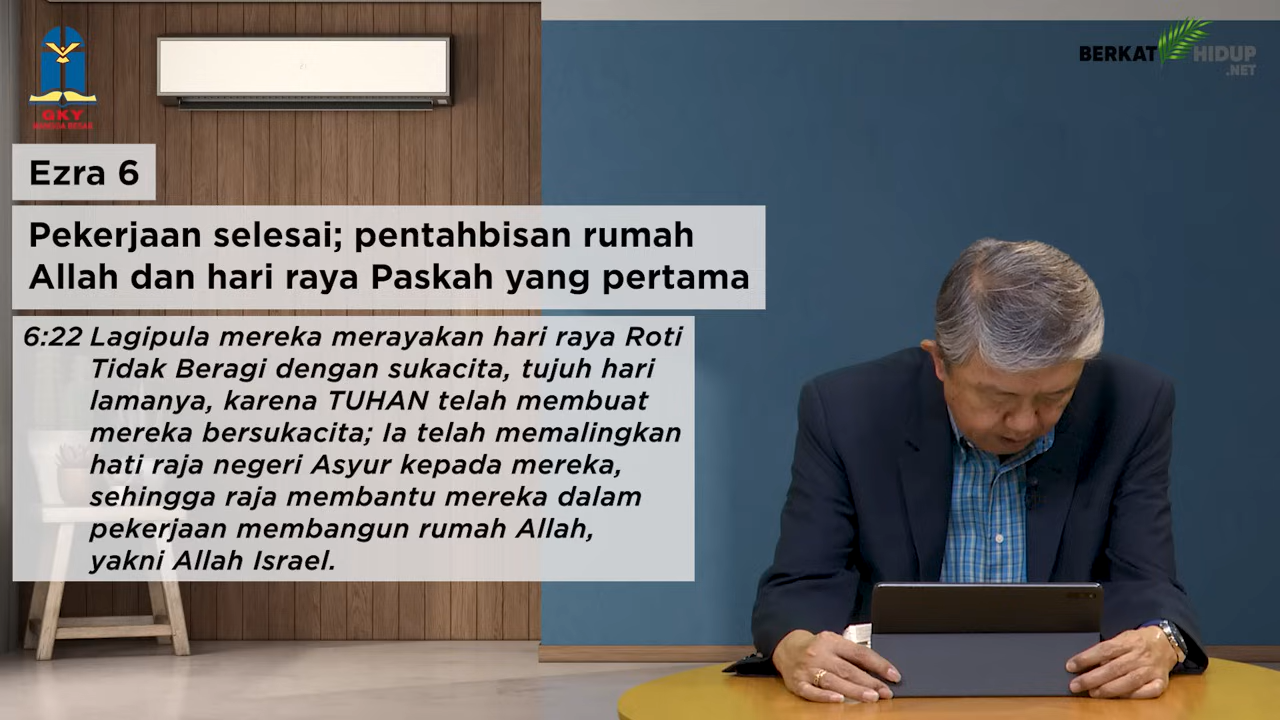 GKY
MANGGA BESAR
BERKAT HIDUP
.NET
Ezra 6
Pekerjaan selesai; pentahbisan rumah
Allah dan hari raya Paskah yang pertama
6:22 Lagipula mereka merayakan hari raya Roti
Tidak Beragi dengan sukacita, tujuh hari
lamanya, karena TUHAN telah membuat
mereka bersukacita; Ia telah memalingkan
hati raja negeri Asyur kepada mereka,
sehingga raja membantu mereka dalam
pekerjaan membangun rumah Allah,
yakni Allah Israel.